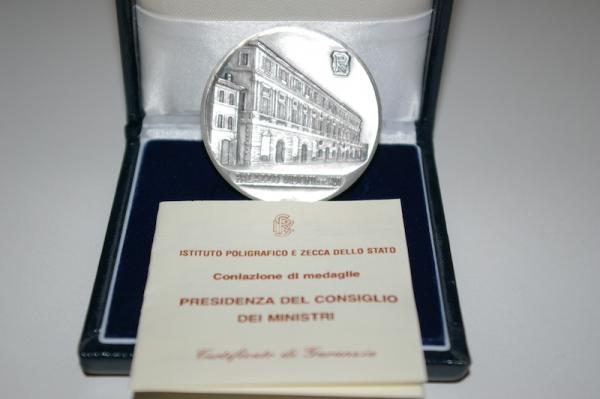 ISTITUTO POLIGRAFICO E ZECCA DELLO STATO
Coniazione di medaglie
PRESIDENZA DEL CONSIGLIO
DEI MINISTRI
Certificato di Garanzia